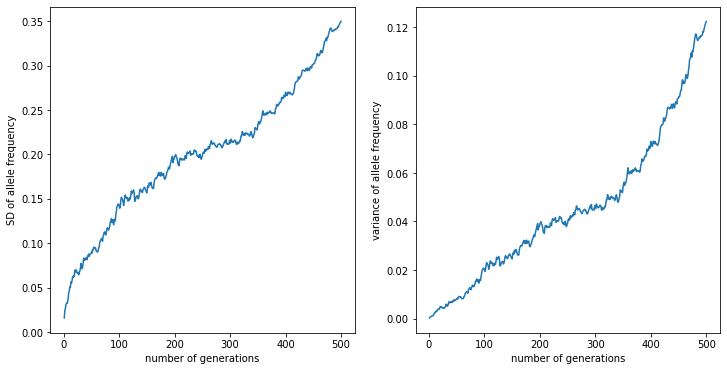 SD of allele frequency
0.35
0.30
0.25
0.20
0.15
0.10
0.05
0.00
0 100 200 300 400 500
number of generations
variance of allele frequency
0.12
0.10
0.08
0.06
0.04
0.02
0.00
0 100 200 300 400 500
number of generations